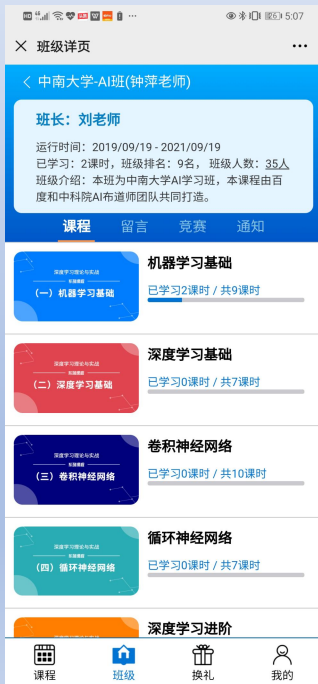 5:07
班级详页
中南大学-AI班(钟萍老师)
班长：刘老师
运行时间：2019/09/19 - 2021/09/19
已学习：2课时，班级排名：9名， 班级人数：35人
班级介绍：本班为中南大学AI学习班，本课程由百
度和中科院AI布道师团队共同打造。
课程 留言 竞赛 通知
深度学习理论与实战
（一）机器学习基础
机器学习基础
已学习2课时 / 共9课时
深度学习理论与实战
（二）深度学习基础
深度学习基础
已学习0课时 / 共7课时
深度学习理论与实战
（三）卷积神经网络
卷积神经网络
已学习0课时 / 共10课时
深度学习理论与实战
（四）循环神经网络
循环神经网络
已学习0课时 / 共7课时
深度学习理论与实战
深度学习进阶
课程 班级 换礼 我的